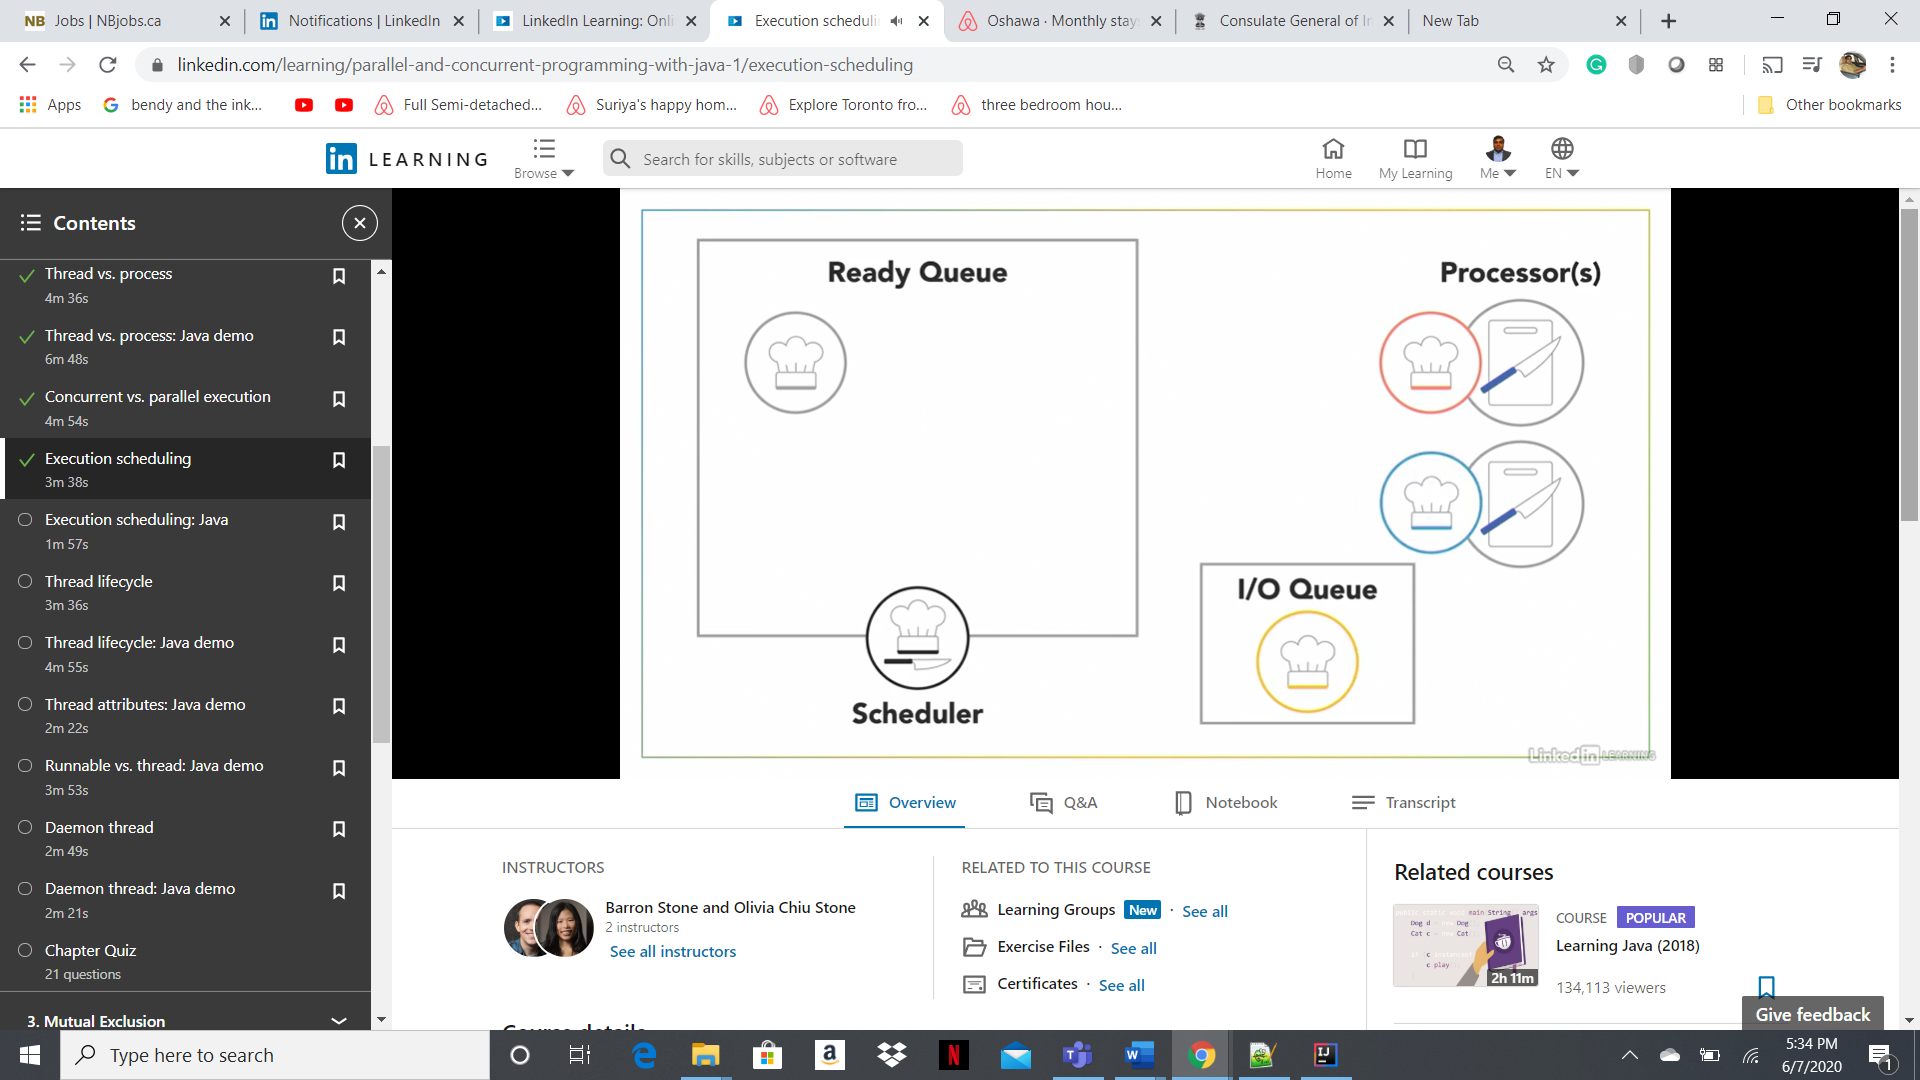 NB Jobs | NBjobs.ca
Notifications | LinkedIn
LinkedIn Learning: Onli
Execution schedulin
Oshawa · Monthly stay
Consulate General of In
New Tab
linkedin.com/learning/parallel-and-concurrent-programming-with-java-1/execution-scheduling
Apps
bendy and the ink...
Full Semi-detached...
Suriya's happy hom...
Explore Toronto fro...
three bedroom hou...
Other bookmarks
in LEARNING
Browse
Search for skills, subjects or software
Home
My Learning
Me
EN
Contents
Thread vs. process
4m 36s
Thread vs. process: Java demo
6m 48s
Concurrent vs. parallel execution
4m 54s
Execution scheduling
3m 38s
Execution scheduling: Java
1m 57s
Thread lifecycle
3m 36s
Thread lifecycle: Java demo
4m 55s
Thread attributes: Java demo
2m 22s
Runnable vs. thread: Java demo
3m 53s
Daemon thread
2m 49s
Daemon thread: Java demo
2m 21s
Chapter Quiz
21 questions
3. Mutual Exclusion
Ready Queue
Processor(s)
I/O Queue
Scheduler
Linked in LEARNING
Overview
Q&A
Notebook
Transcript
INSTRUCTORS
Barron Stone and Olivia Chiu Stone
2 instructors
See all instructors
RELATED TO THIS COURSE
Learning Groups New · See all
Exercise Files · See all
Certificates · See all
Course details
Related courses
2h 11m
COURSE POPULAR
Learning Java (2018)
134,113 viewers
Give feedback
Type here to search
5:34 PM
6/7/2020
1